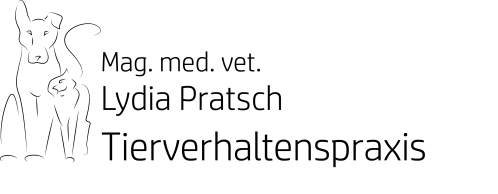 Mag. med. vet.
Lydia Pratsch
Tierverhaltenspraxis